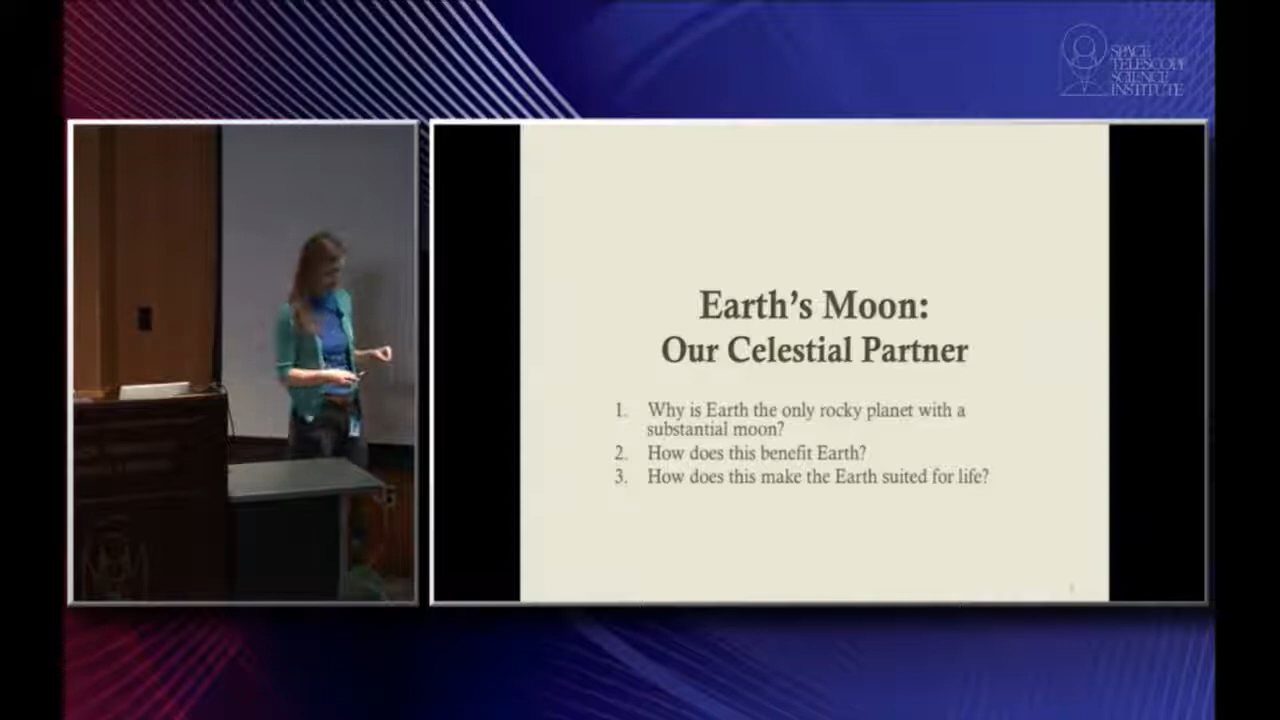 SPACE
TELESCOPE
SCIENCE
INSTITUTE
Earth's Moon:
Our Celestial Partner
1. Why is Earth the only rocky planet with a
substantial moon?
2. How does this benefit Earth?
3. How does this make the Earth suited for life?